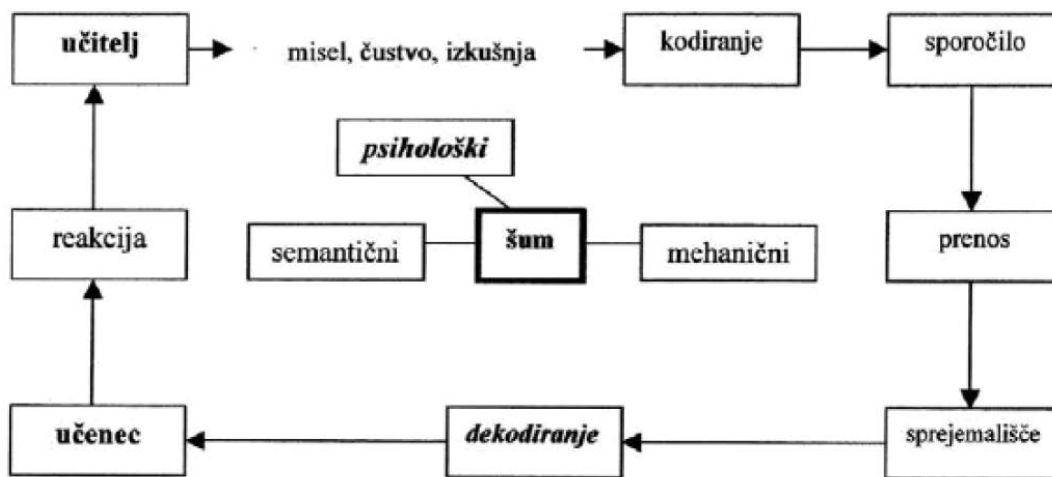 učitelj
misel, čustvo, izkušnja
kodiranje
sporočilo
psihološki
reakcija
semantični
šum
mehanični
prenos
učenec
dekodiranje
sprejemališče